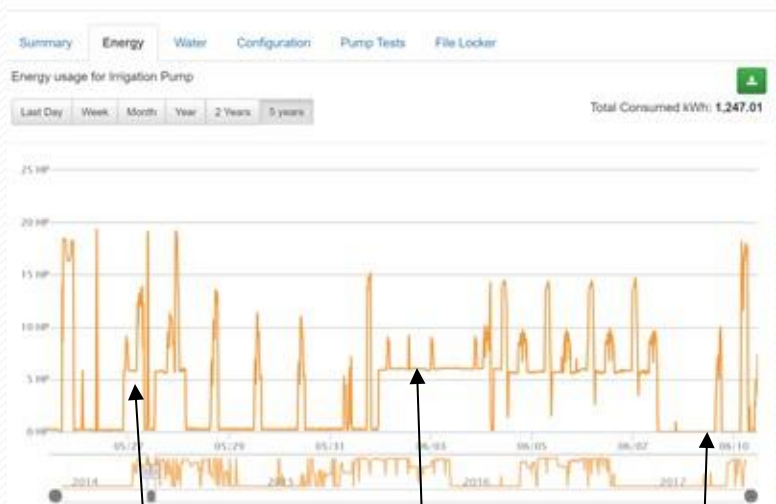 Summary Energy Water Configuration Pump Tests File Locker
Energy usage for Irrigation Pump
Last Day Week Month Year 2 Years 5 years
Total Consumed kWh: 1,247.01
25 HP
20 HP
15 HP
10 HP
5 HP
0 HP
05/27 05/29 05/31 06/03 06/05 06/07 06/10
2014 2015 2016 2017